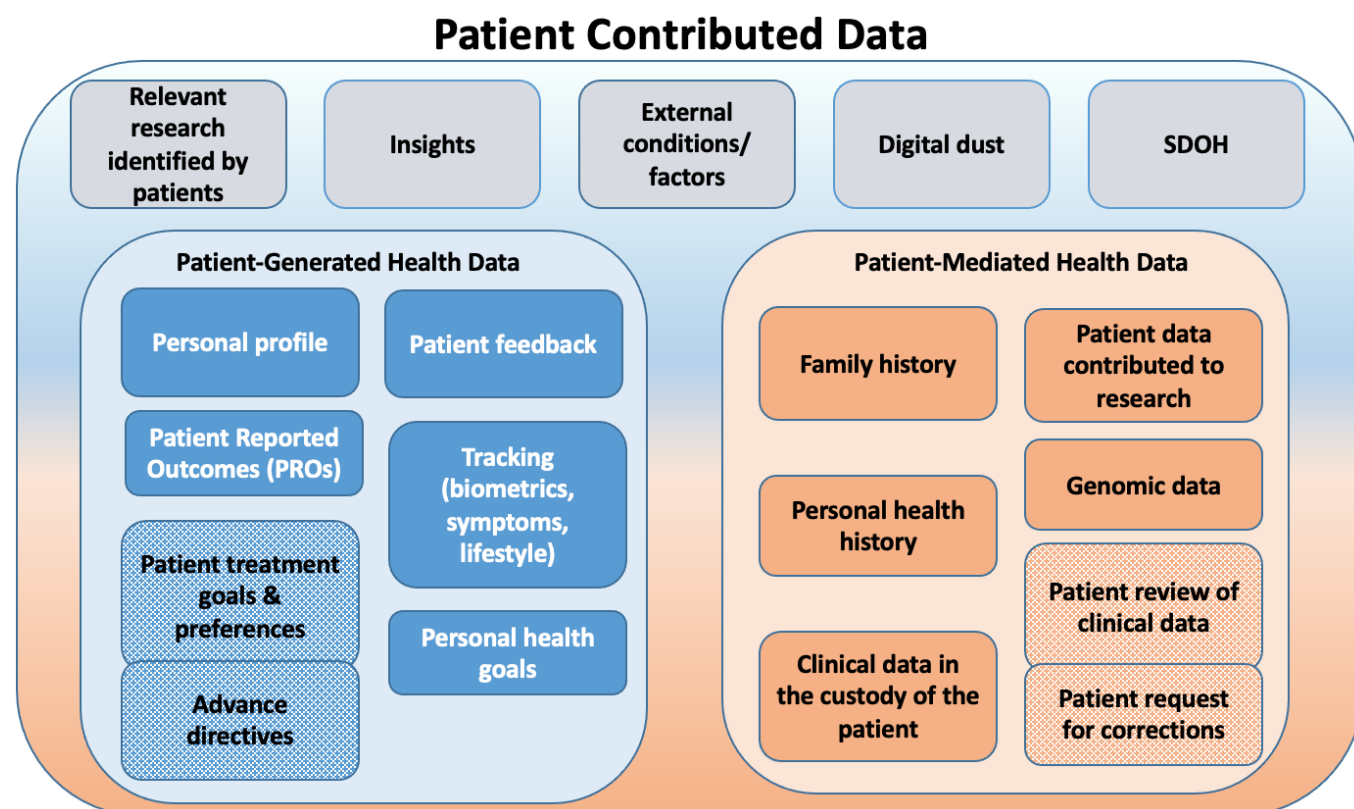 Patient Contributed Data
Relevant
research
identified by
patients
Insights
External
conditions/
factors
Digital dust
SDOH
Patient-Generated Health Data
Personal profile
Patient feedback
Patient Reported
Outcomes (PROs)
Tracking
(biometrics,
symptoms,
lifestyle)
Patient treatment
goals &
preferences
Personal health
goals
Advance
directives
Patient-Mediated Health Data
Family history
Patient data
contributed to
research
Personal health
history
Genomic data
Patient review of
clinical data
Clinical data in
the custody of the
patient
Patient request
for corrections